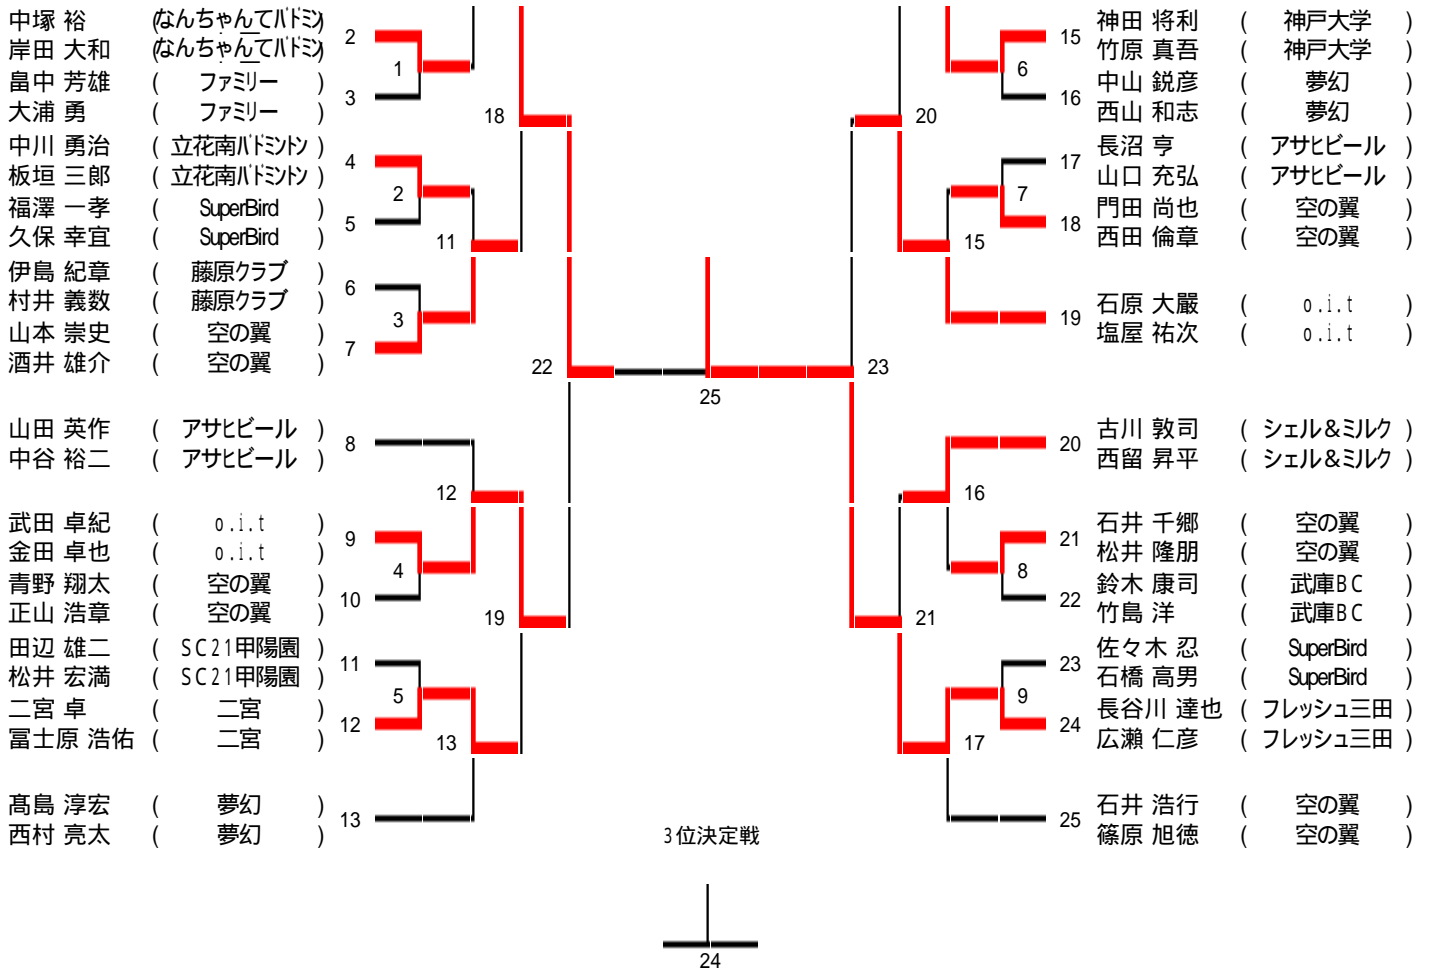 中塚 裕 (なんちゃんてバドミン)
岸田 大和 (なんちゃんてバドミン) 2
畠中 芳雄 ( ファミリー ) 3
大浦 勇 ( ファミリー )
中川 勇治 ( 立花南バドミントン ) 4
板垣 三郎 ( 立花南バドミントン )
福澤 一孝 ( SuperBird ) 5
久保 幸宜 ( SuperBird )
伊島 紀章 ( 藤原クラブ ) 6
村井 義数 ( 藤原クラブ )
山本 崇史 ( 空の翼 ) 7
酒井 雄介 ( 空の翼 )
山田 英作 ( アサヒビール ) 8
中谷 裕二 ( アサヒビール )
武田 卓紀 ( o.i.t ) 9
金田 卓也 ( o.i.t )
青野 翔太 ( 空の翼 ) 10
正山 浩章 ( 空の翼 )
田辺 雄二 ( SC21甲陽園 ) 11
松井 宏満 ( SC21甲陽園 )
二宮 卓 ( 二宮 ) 12
冨士原 浩佑 ( 二宮 )
髙島 淳宏 ( 夢幻 ) 13
西村 亮太 ( 夢幻 )
1
2
3
4
5
11
12
13
18
19
22
25
23
20
21
15
16
17
6
7
8
9
15 神田 将利 ( 神戸大学 )
竹原 真吾 ( 神戸大学 )
16 中山 鋭彦 ( 夢幻 )
西山 和志 ( 夢幻 )
17 長沼 亨 ( アサヒビール )
山口 充弘 ( アサヒビール )
18 門田 尚也 ( 空の翼 )
西田 倫章 ( 空の翼 )
19 石原 大嚴 ( o.i.t )
塩屋 祐次 ( o.i.t )
20 古川 敦司 ( シェル&ミルク )
西留 昇平 ( シェル&ミルク )
21 石井 千郷 ( 空の翼 )
松井 隆朋 ( 空の翼 )
22 鈴木 康司 ( 武庫BC )
竹島 洋 ( 武庫BC )
23 佐々木 忍 ( SuperBird )
石橋 高男 ( SuperBird )
24 長谷川 達也 ( フレッシュ三田 )
広瀬 仁彦 ( フレッシュ三田 )
25 石井 浩行 ( 空の翼 )
篠原 旭徳 ( 空の翼 )
3位決定戦
24